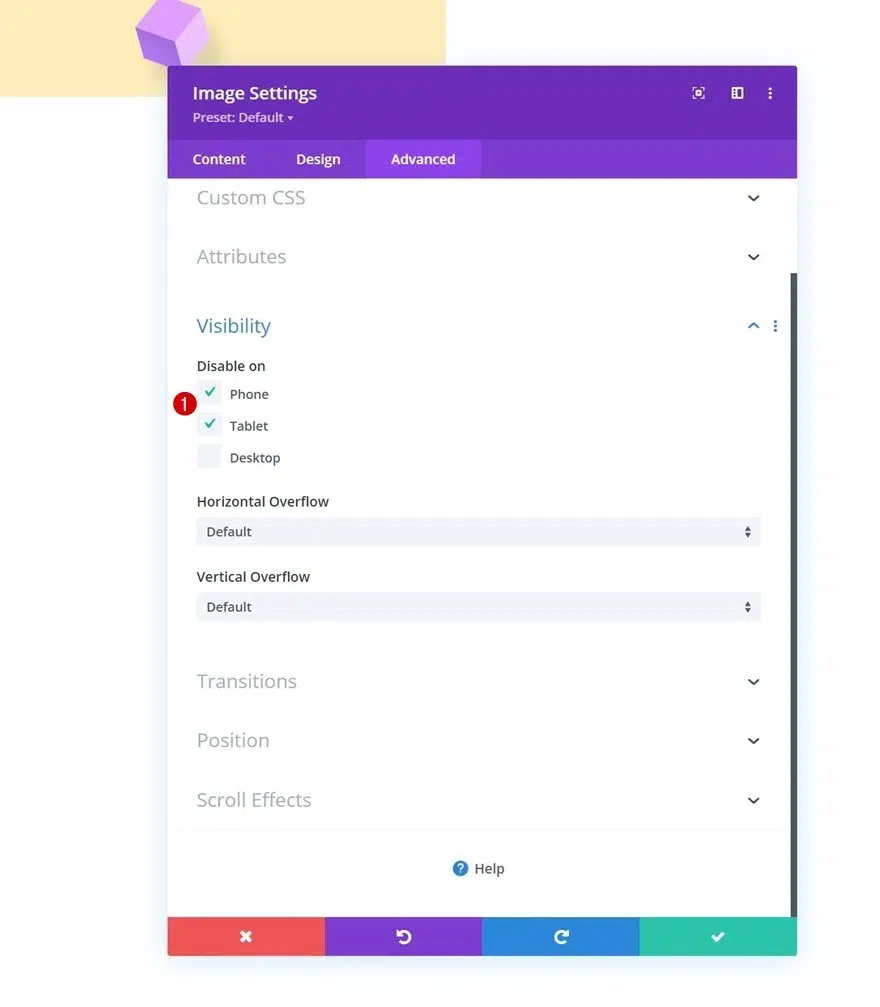 Image Settings
Preset: Default
Content Design Advanced
Custom CSS
Attributes
Visibility
Disable on
Phone
1
Tablet
Desktop
Horizontal Overflow
Default
Vertical Overflow
Default
Transitions
Position
Scroll Effects
? Help